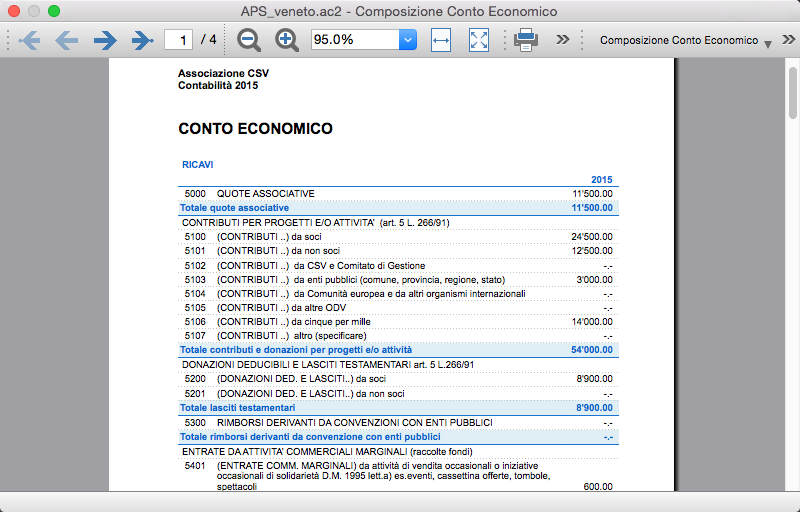 APS_veneto.ac2 - Composizione Conto Economico
1 / 4 95.0% Composizione Conto Economico
Associazione CSV
Contabilità 2015
CONTO ECONOMICO
RICAVI
2015
5000 QUOTE ASSOCIATIVE 11'500.00
Totale quote associative 11'500.00
CONTRIBUTI PER PROGETTI E/O ATTIVITA' (art. 5 L. 266/91)
5100 (CONTRIBUTI ..) da soci 24'500.00
5101 (CONTRIBUTI ..) da non soci 12'500.00
5102 (CONTRIBUTI ..) da CSV e Comitato di Gestione -.-
5103 (CONTRIBUTI ..) da enti pubblici (comune, provincia, regione, stato) 3'000.00
5104 (CONTRIBUTI ..) da Comunità europea e da altri organismi internazionali -.-
5105 (CONTRIBUTI ..) da altre ODV -.-
5106 (CONTRIBUTI ..) da cinque per mille 14'000.00
5107 (CONTRIBUTI ..) altro (specificare) -.-
Totale contributi e donazioni per progetti e/o attività 54'000.00
DONAZIONI DEDUCIBILI E LASCITI TESTAMENTARI art. 5 L.266/91
5200 (DONAZIONI DED. E LASCITI..) da soci 8'900.00
5201 (DONAZIONI DED. E LASCITI..) da non soci -.-
Totale lasciti testamentari 8'900.00
5300 RIMBORSI DERIVANTI DA CONVENZIONI CON ENTI PUBBLICI -.-
Totale rimborsi derivanti da convenzione con enti pubblici -.-
ENTRATE DA ATTIVITA' COMMERCIALI MARGINALI (raccolte fondi)
5401 (ENTRATE COMM. MARGINALI) da attività di vendita occasionali o iniziative
occasionali di solidarietà D.M. 1995 lett.a) es.eventi, cassettina offerte, tombole,
spettacoli 600.00